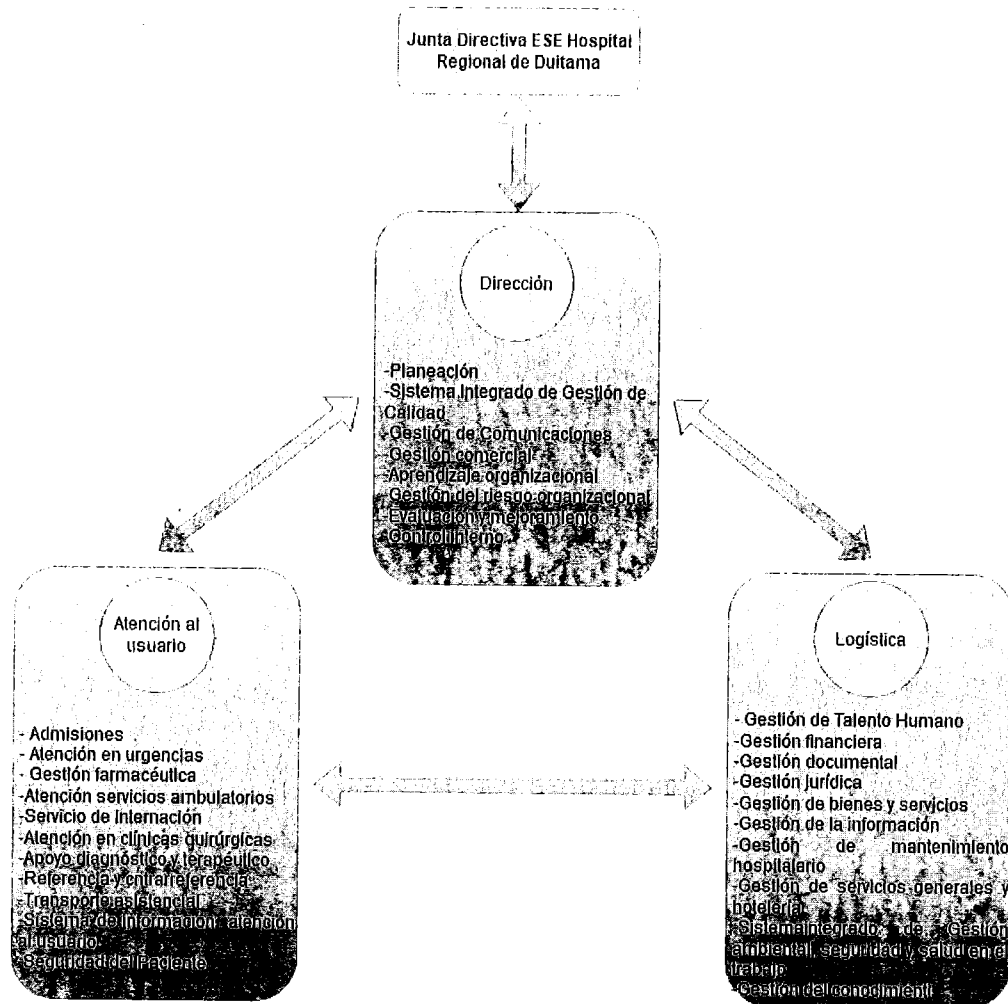 Junta Directiva ESE Hospital
Regional de Duitama
Dirección
-Planeación
-Sistema Integrado de Gestión de
Calidad
-Gestión de Comunicaciones
-Gestión comercial
-Aprendizaje organizacional
-Gestión del riesgo organizacional
-Evaluación y mejoramiento
-Control interno
Atención al
usuario
- Admisiones
- Atención en urgencias
- Gestión farmacéutica
-Atención servicios ambulatorios
-Servicio de Internación
-Atención en clínicas quirúrgicas
-Apoyo diagnóstico y terapéutico
-Referencia y cntrarreferencia
-Transporte asistencial
-Sistema de información, atención
al usuario
-Seguridad del Paciente
Logística
- Gestión de Talento Humano
-Gestión financiera
-Gestión documental
-Gestión jurídica
-Gestión de bienes y servicios
-Gestión de la información
-Gestión de mantenimiento
hospitalario
-Gestión de servicios generales y
hotelería
-Sistema integrado de Gestión
ambiental, seguridad y salud en el
trabajo
-Gestión del conocimient